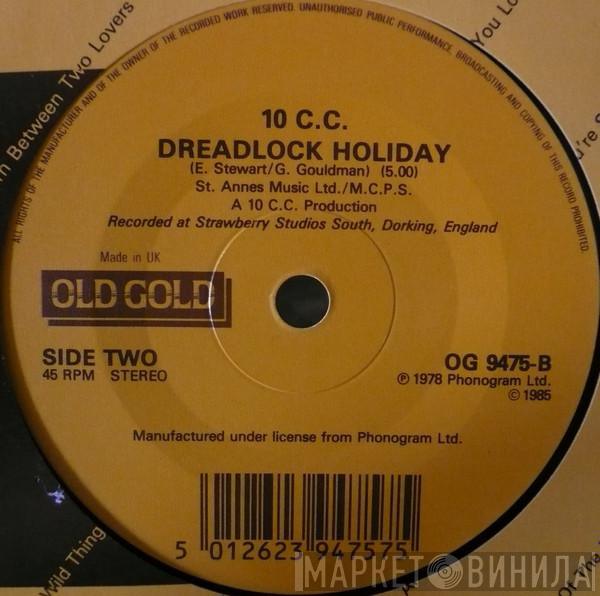 ALL RIGHTS OF THE MANUFACTURER AND OF THE OWNER OF THE RECORDED WORK RESERVED. UNAUTHORISED PUBLIC PERFORMANCE, BROADCASTING AND COPYING OF THIS RECORD PROHIBITED.
Between Two Lovers
You Lo
u're S
10 C.C.
DREADLOCK HOLIDAY
(E. Stewart/G. Gouldman) (5.00)
St. Annes Music Ltd./M.C.P.S.
A 10 C.C. Production
Recorded at Strawberry Studios South, Dorking, England
Made in UK
OLD GOLD
SIDE TWO
45 RPM STEREO
OG 9475-B
℗ 1978 Phonogram Ltd.
© 1985
Manufactured under license from Phonogram Ltd.
5 012623 947575
Wild Thing
Of The
МАРКЕТ ВИНИЛА